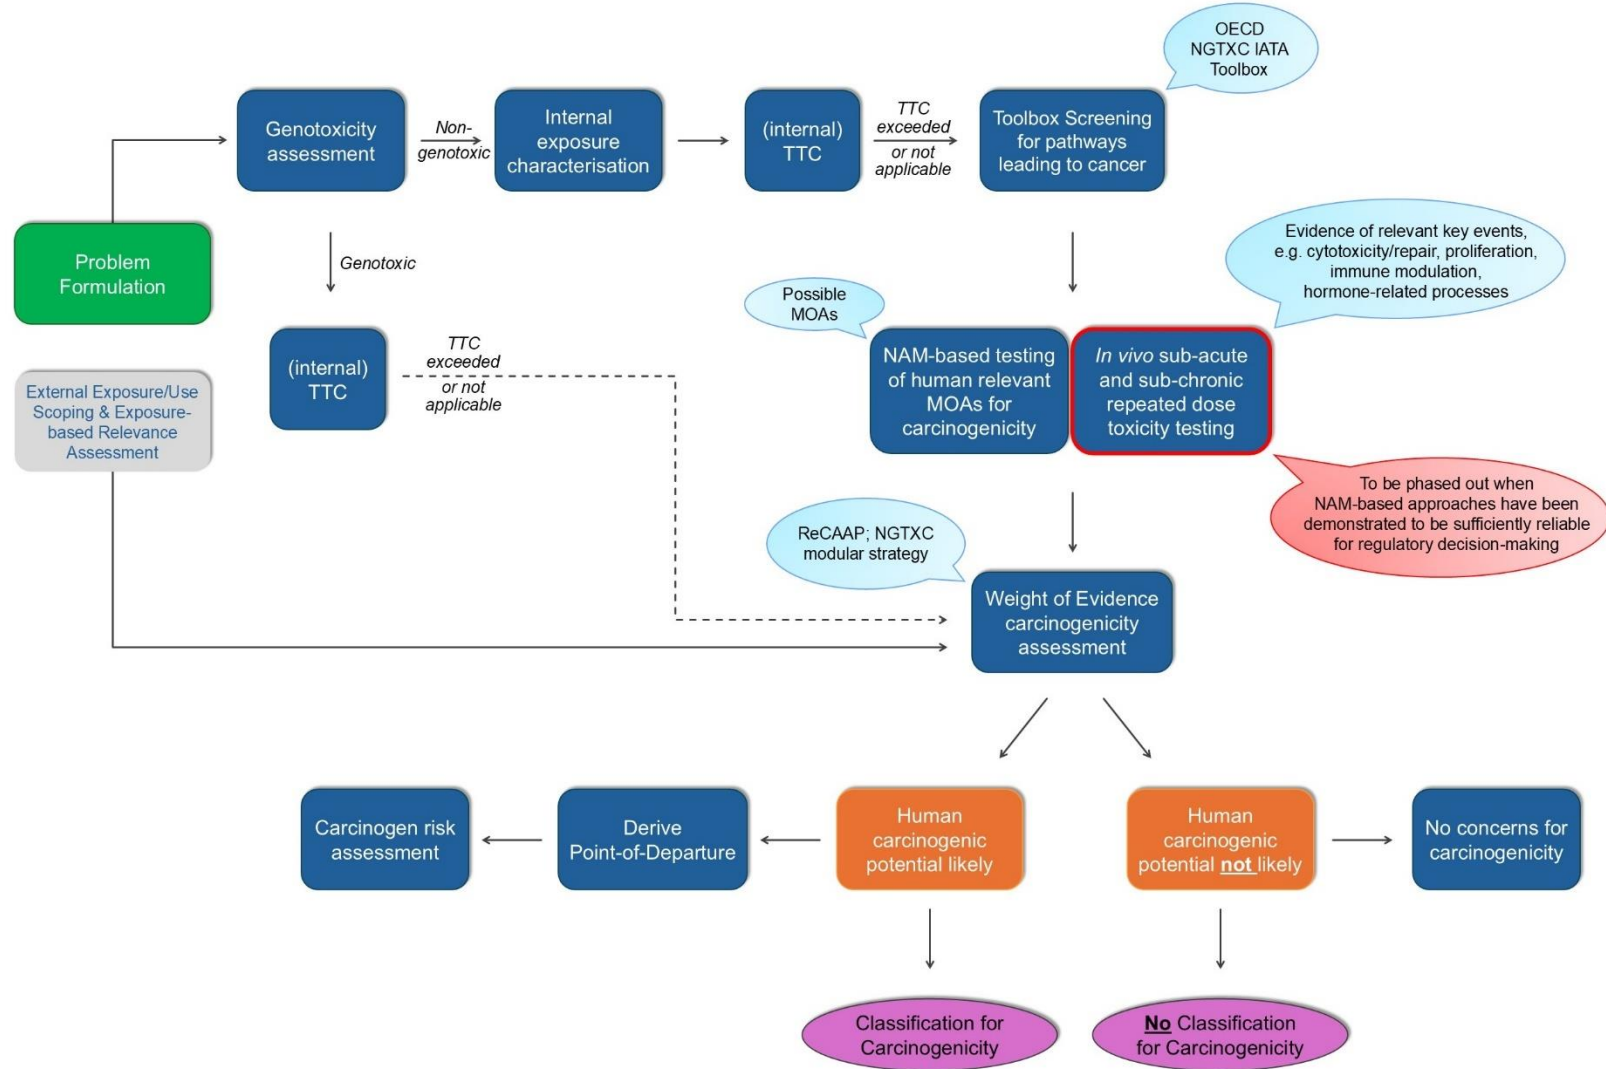 OECD
NGTXC IATA
Toolbox
Genotoxicity
assessment
Non-
genotoxic
Internal
exposure
characterisation
(internal)
TTC
TTC
exceeded
or not
applicable
Toolbox Screening
for pathways
leading to cancer
Problem
Formulation
Genotoxic
Evidence of relevant key events,
e.g. cytotoxicity/repair, proliferation,
immune modulation,
hormone-related processes
Possible
MOAs
(internal)
TTC
TTC
exceeded
or not
applicable
NAM-based testing
of human relevant
MOAs for
carcinogenicity
In vivo sub-acute
and sub-chronic
repeated dose
toxicity testing
External Exposure/Use
Scoping & Exposure-
based Relevance
Assessment
To be phased out when
NAM-based approaches have been
demonstrated to be sufficiently reliable
for regulatory decision-making
ReCAAP; NGTXC
modular strategy
Weight of Evidence
carcinogenicity
assessment
Carcinogen risk
assessment
Derive
Point-of-Departure
Human
carcinogenic
potential likely
Human
carcinogenic
potential not likely
No concerns for
carcinogenicity
Classification for
Carcinogenicity
No Classification
for Carcinogenicity